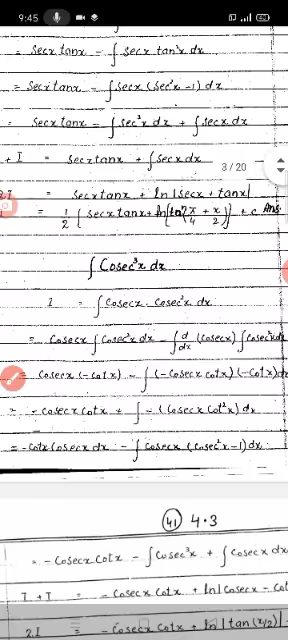 9:45
= Secx tanx - ∫ secx tan²x dx
= secx tanx - ∫ secx (sec²x -1) dx
= secx tanx - ∫ sec³x dx + ∫ secx dx
+ I = secx tanx + ∫ sec x dx
3 / 20
2I = secx tanx + ln |secx + tanx|
= 1/2 { secx tanx + ln |tan(π/4 + x/2)| } + c Ans
∫ Cosec³x dx
I = ∫ Cosecx . Cosec²x dx
= Cosecx ∫ Cosec²x dx - ∫ d/dx (Cosecx) ∫ Cosec²x dx
= Cosecx (-Cotx) - ∫ (-Cosecx cotx) (-Cotx) dx
= - cosecx cotx + ∫ - (Cosecx Cot²x) dx
= -Cotx Cosecx dx - ∫ cosecx (Cosec²x -1) dx
41 4.3
= - Cosecx Cotx - ∫ Cosec³x + ∫ Cosecx dx
I + I = - Cosecx Cotx + ln | Cosecx - Cot
2I = - Cosecx Cotx + ln | tan (x/2) |